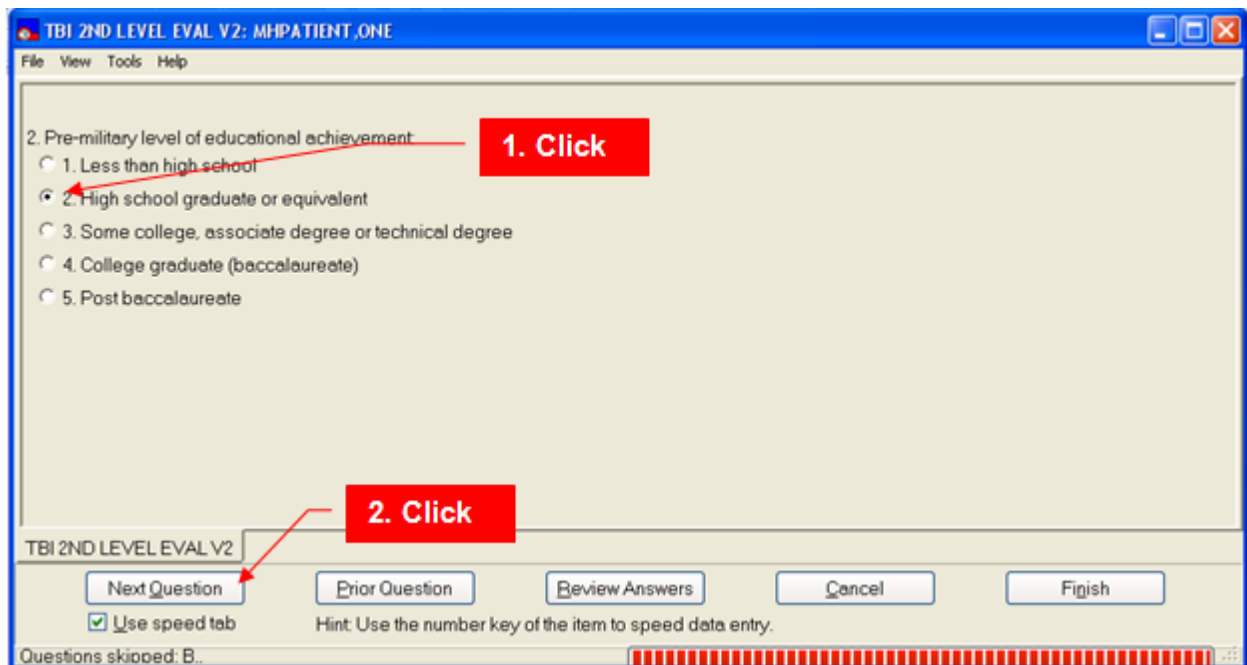 TBI 2ND LEVEL EVAL V2: MHPATIENT,ONE
File View Tools Help
2. Pre-military level of educational achievement:
1. Click
1. Less than high school
2. High school graduate or equivalent
3. Some college, associate degree or technical degree
4. College graduate (baccalaureate)
5. Post baccalaureate
2. Click
TBI 2ND LEVEL EVAL V2
Next Question Prior Question Review Answers Cancel Finish
Use speed tab Hint: Use the number key of the item to speed data entry.
Questions skipped: B..